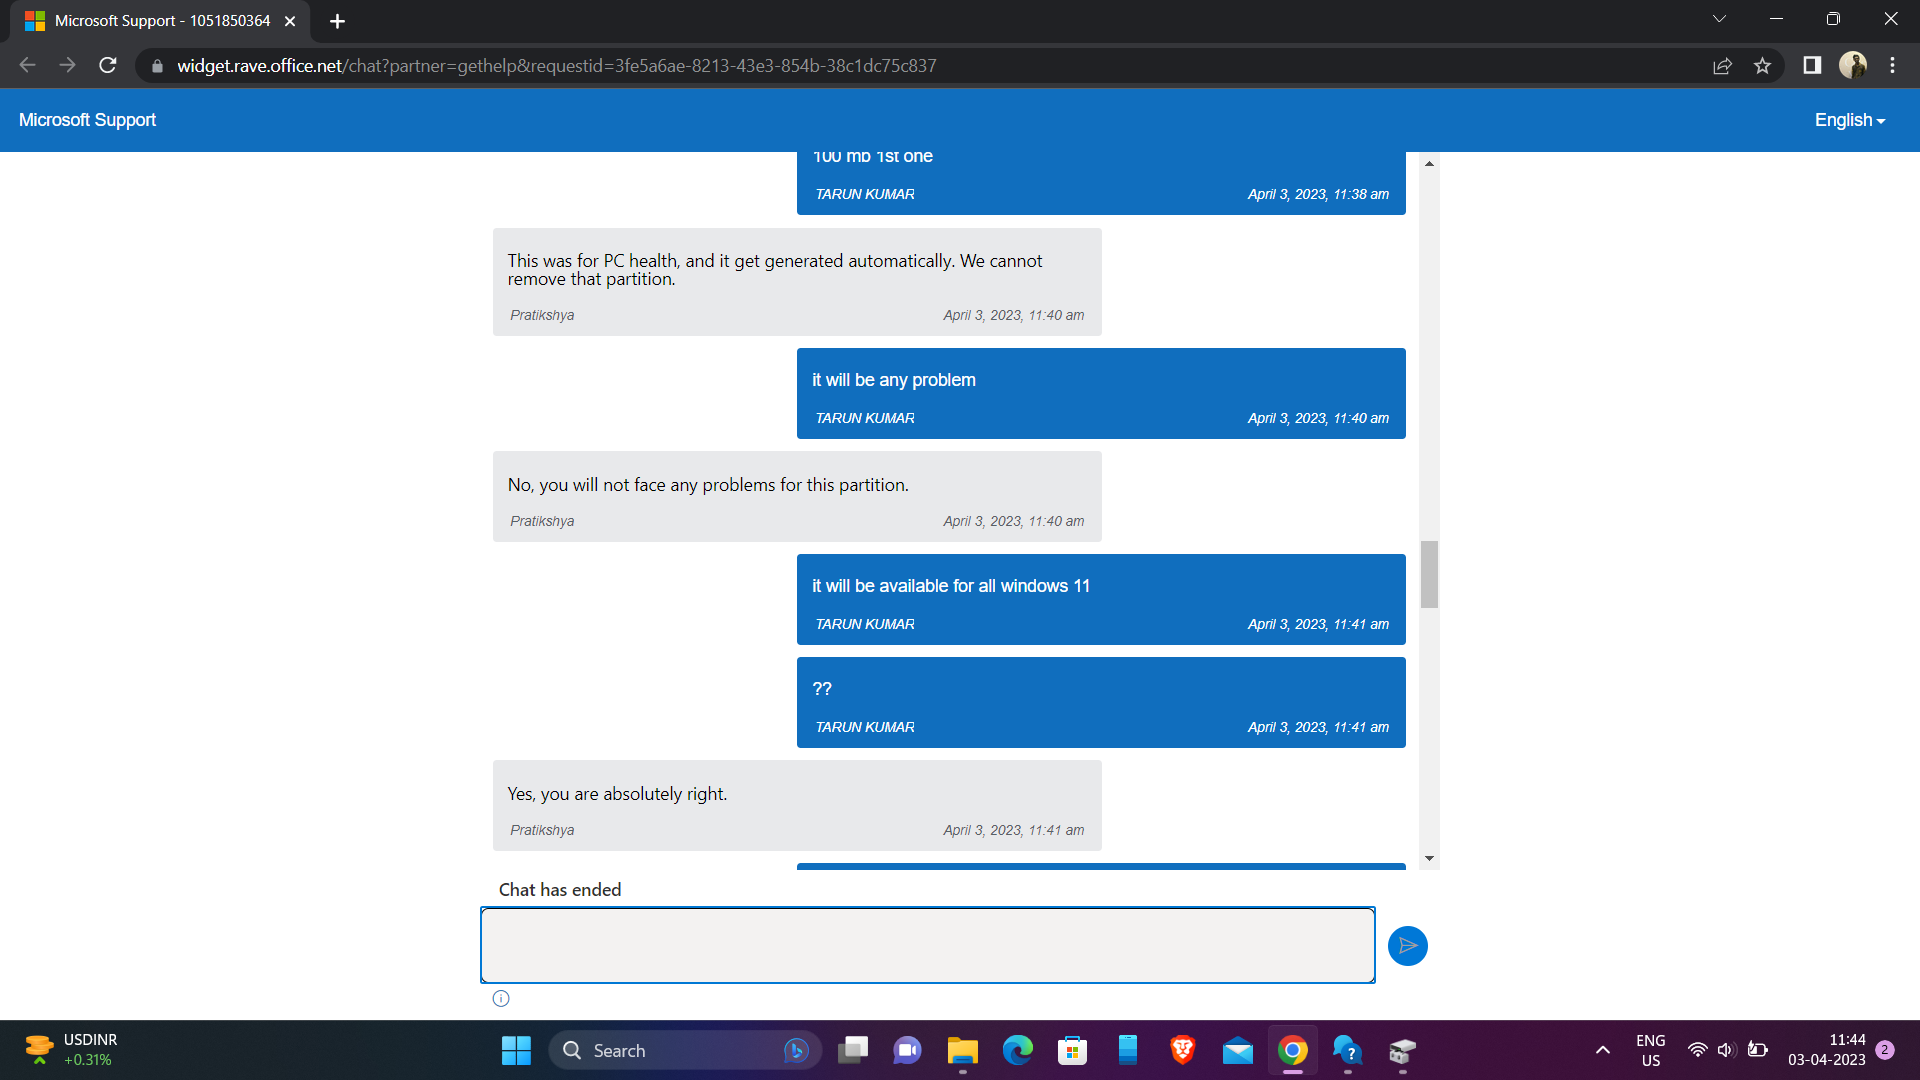 Microsoft Support - 1051850364
widget.rave.office.net/chat?partner=gethelp&requestid=3fe5a6ae-8213-43e3-854b-38c1dc75c837
Microsoft Support
English
100 mb 1st one
TARUN KUMAR April 3, 2023, 11:38 am
This was for PC health, and it get generated automatically. We cannot
remove that partition.
Pratikshya April 3, 2023, 11:40 am
it will be any problem
TARUN KUMAR April 3, 2023, 11:40 am
No, you will not face any problems for this partition.
Pratikshya April 3, 2023, 11:40 am
it will be available for all windows 11
TARUN KUMAR April 3, 2023, 11:41 am
??
TARUN KUMAR April 3, 2023, 11:41 am
Yes, you are absolutely right.
Pratikshya April 3, 2023, 11:41 am
Chat has ended
USDINR
+0.31%
Search
ENG
US
11:44
03-04-2023
2